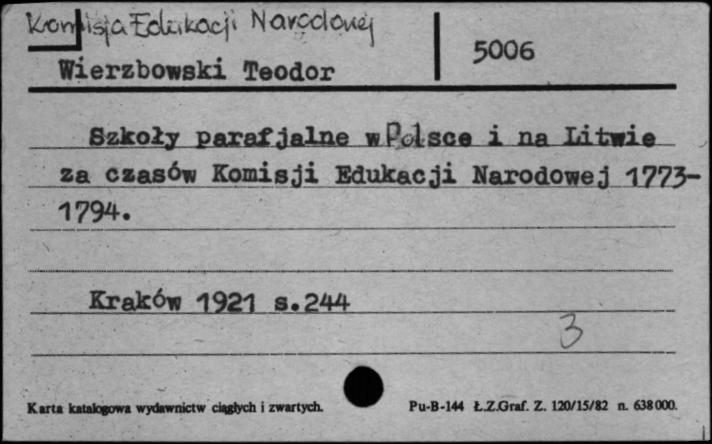 Komisja Edukacji Narodowej
Wierzbowski Teodor
5006
Szkoły parafjalne w Polsce i na Litwie
za czasów Komisji Edukacji Narodowej 1773-
1794.
Kraków 1921 s.244
3
Karta katalogowa wydawnictw ciągłych i zwartych.
Pu-B-144 Ł.Z.Graf. Z. 120/15/82 n. 638000.